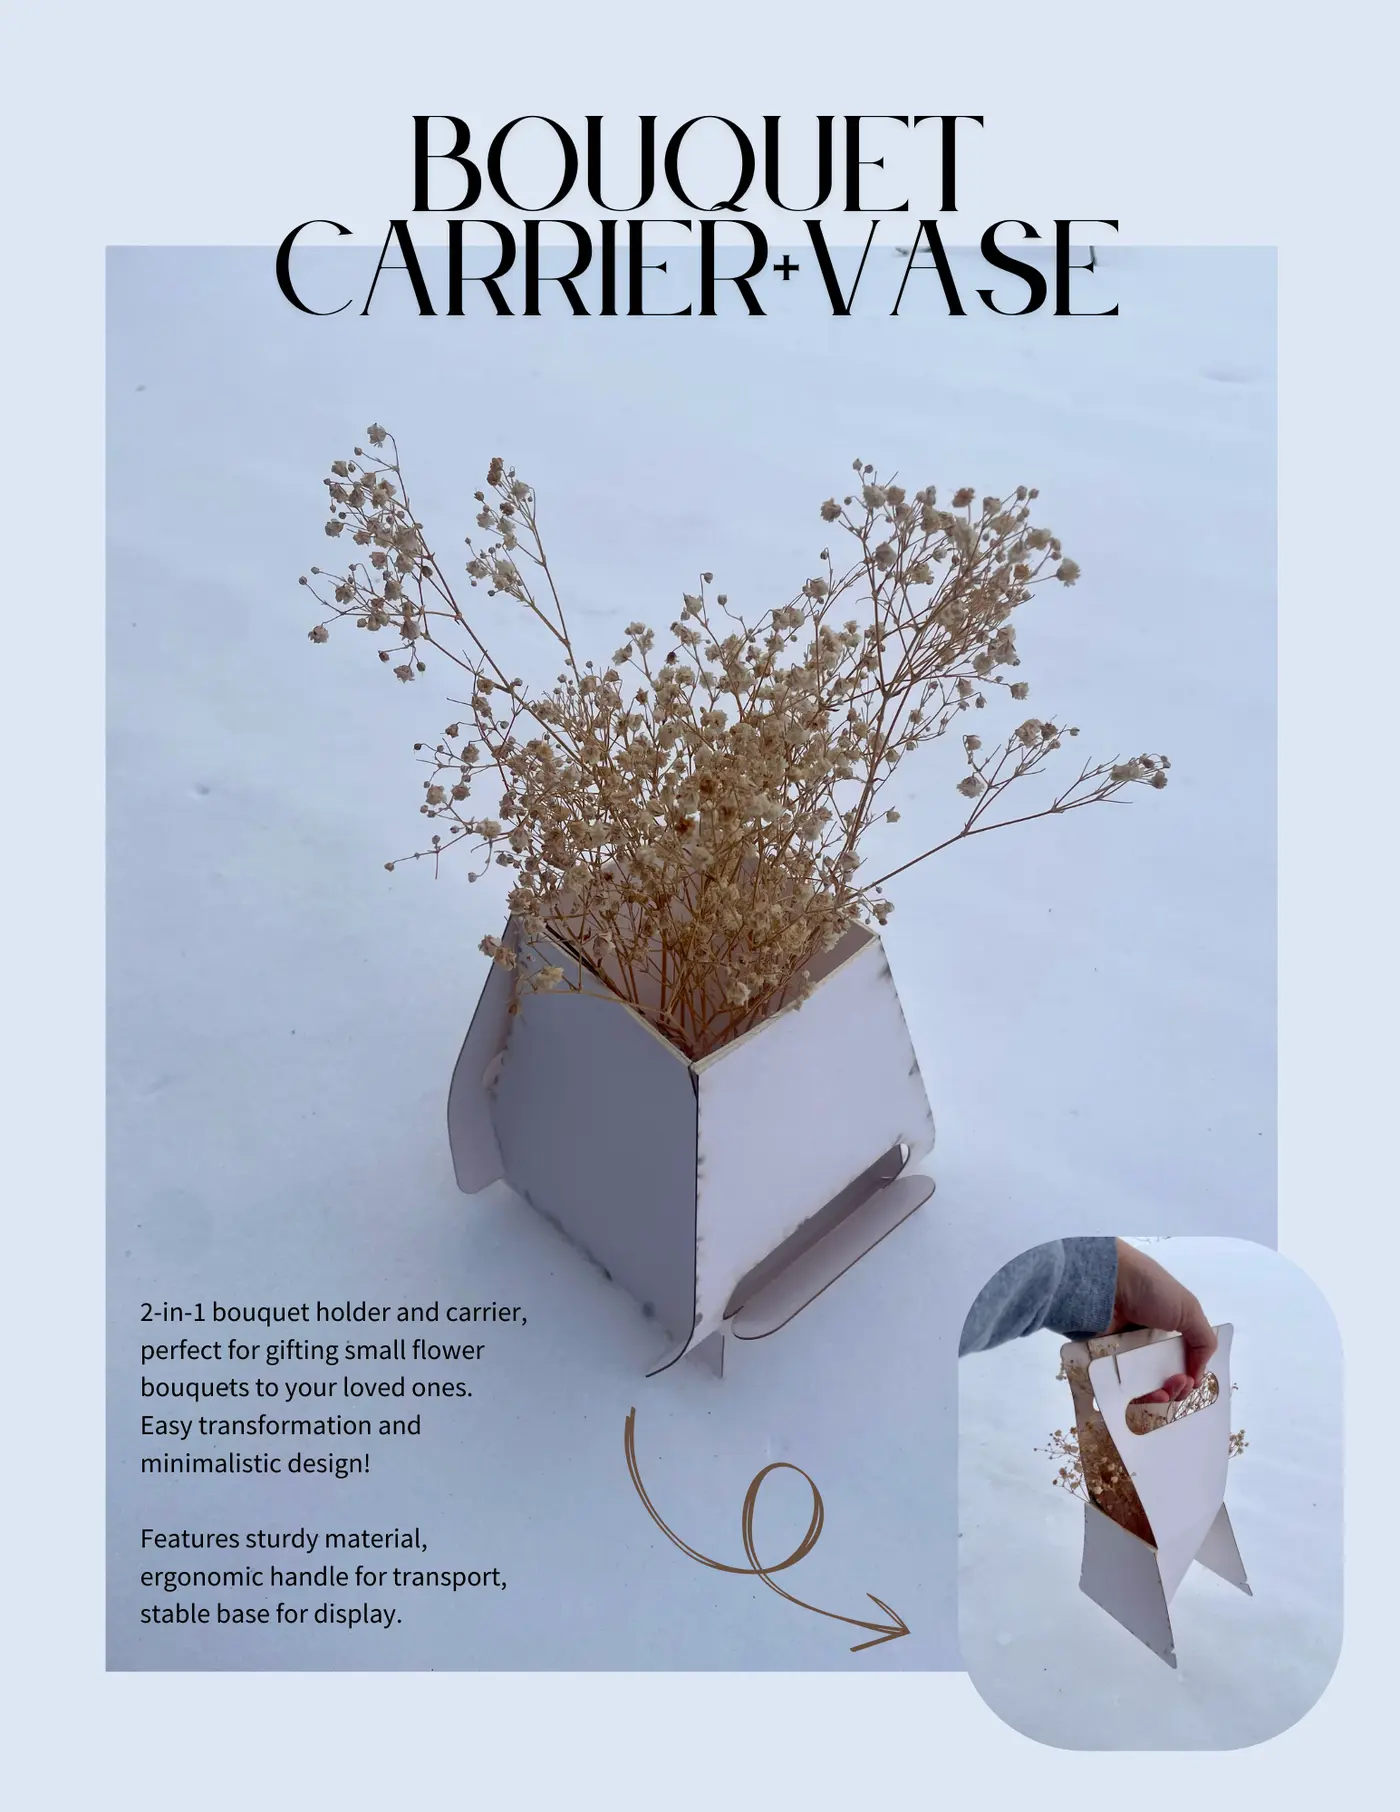 BOUQUET
CARRIER+VASE
2-in-1 bouquet holder and carrier,
perfect for gifting small flower
bouquets to your loved ones.
Easy transformation and
minimalistic design!
Features sturdy material,
ergonomic handle for transport,
stable base for display.